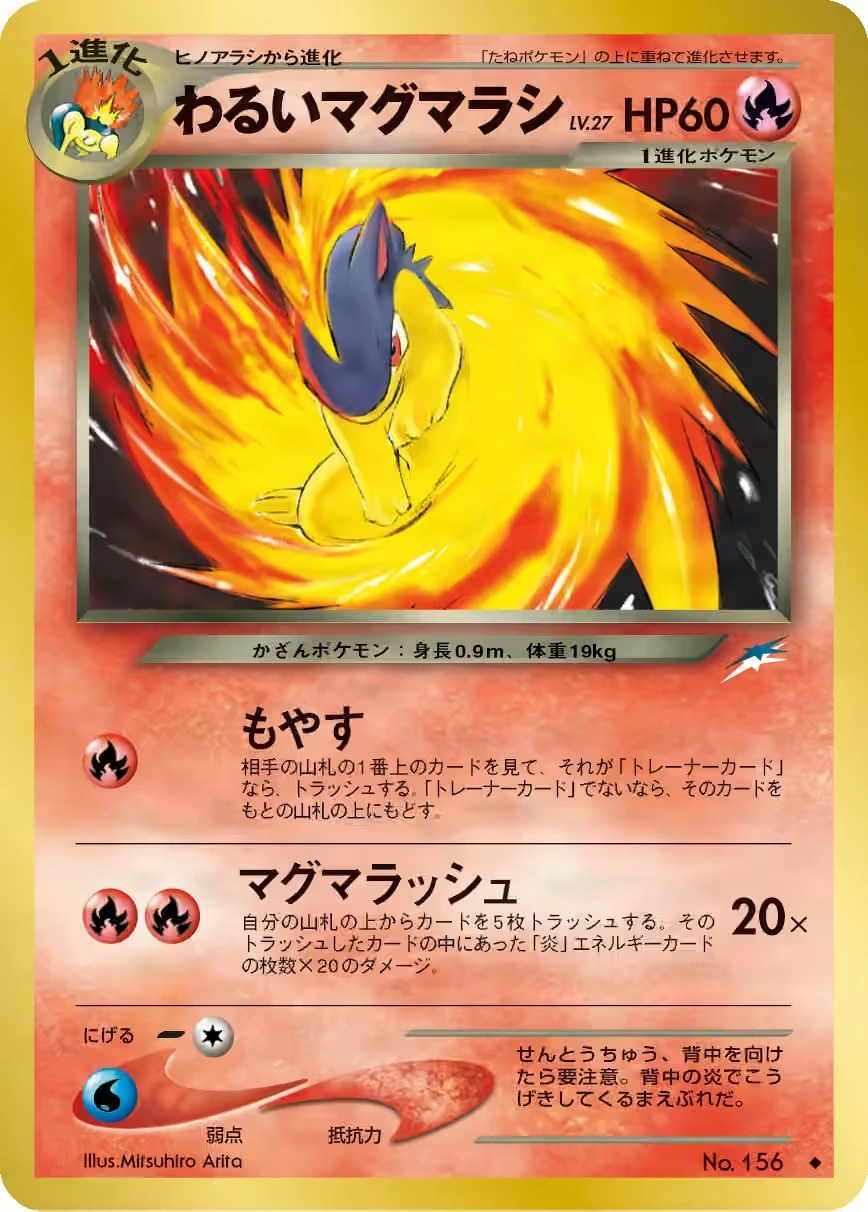 1進化
ヒノアラシから進化
「たねポケモン」の上に重ねて進化させます。
わるいマグマラシ LV.27 HP60
1進化ポケモン
かざんポケモン：身長0.9m、体重19kg
もやす
相手の山札の1番上のカードを見て、それが「トレーナーカード」
なら、トラッシュする。「トレーナーカード」でないなら、そのカードを
もとの山札の上にもどす。
マグマラッシュ
20×
自分の山札の上からカードを5枚トラッシュする。その
トラッシュしたカードの中にあった「炎」エネルギーカード
の枚数×20のダメージ。
にげる
せんとうちゅう、背中を向け
たら要注意。背中の炎でこう
げきしてくるまえぶれだ。
弱点
抵抗力
Illus.Mitsuhiro Arita
No. 156